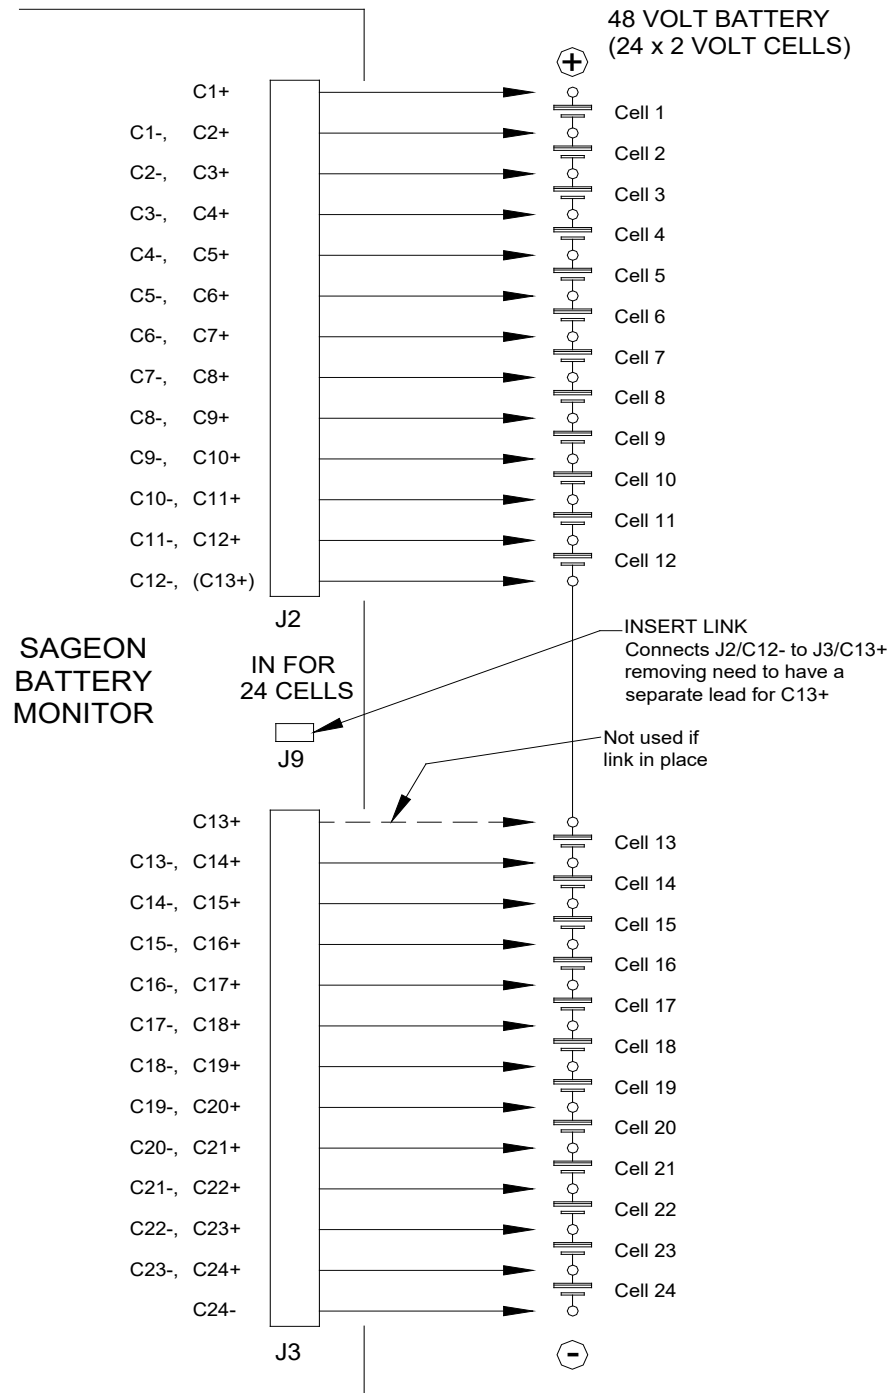 48 VOLT BATTERY
(24 x 2 VOLT CELLS)
+
C1+
Cell 1
C1-, C2+
Cell 2
C2-, C3+
Cell 3
C3-, C4+
Cell 4
C4-, C5+
Cell 5
C5-, C6+
Cell 6
C6-, C7+
Cell 7
C7-, C8+
Cell 8
C8-, C9+
Cell 9
C9-, C10+
Cell 10
C10-, C11+
Cell 11
C11-, C12+
Cell 12
C12-, (C13+)
J2
SAGEON
BATTERY
MONITOR
IN FOR
24 CELLS
J9
INSERT LINK
Connects J2/C12- to J3/C13+
removing need to have a
separate lead for C13+
Not used if
link in place
C13+
Cell 13
C13-, C14+
Cell 14
C14-, C15+
Cell 15
C15-, C16+
Cell 16
C16-, C17+
Cell 17
C17-, C18+
Cell 18
C18-, C19+
Cell 19
C19-, C20+
Cell 20
C20-, C21+
Cell 21
C21-, C22+
Cell 22
C22-, C23+
Cell 23
C23-, C24+
Cell 24
C24-
J3
-